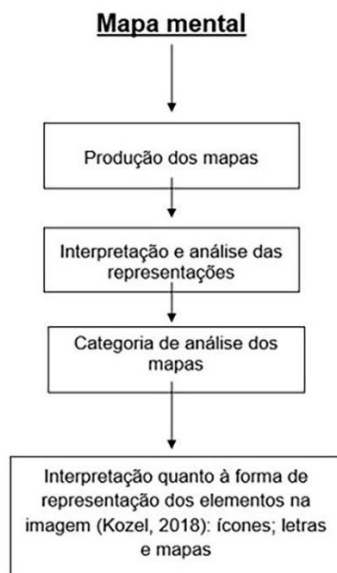 Mapa mental
Produção dos mapas
Interpretação e análise das
representações
Categoria de análise dos
mapas
Interpretação quanto à forma de
representação dos elementos na
imagem (Kozel, 2018): ícones; letras
e mapas